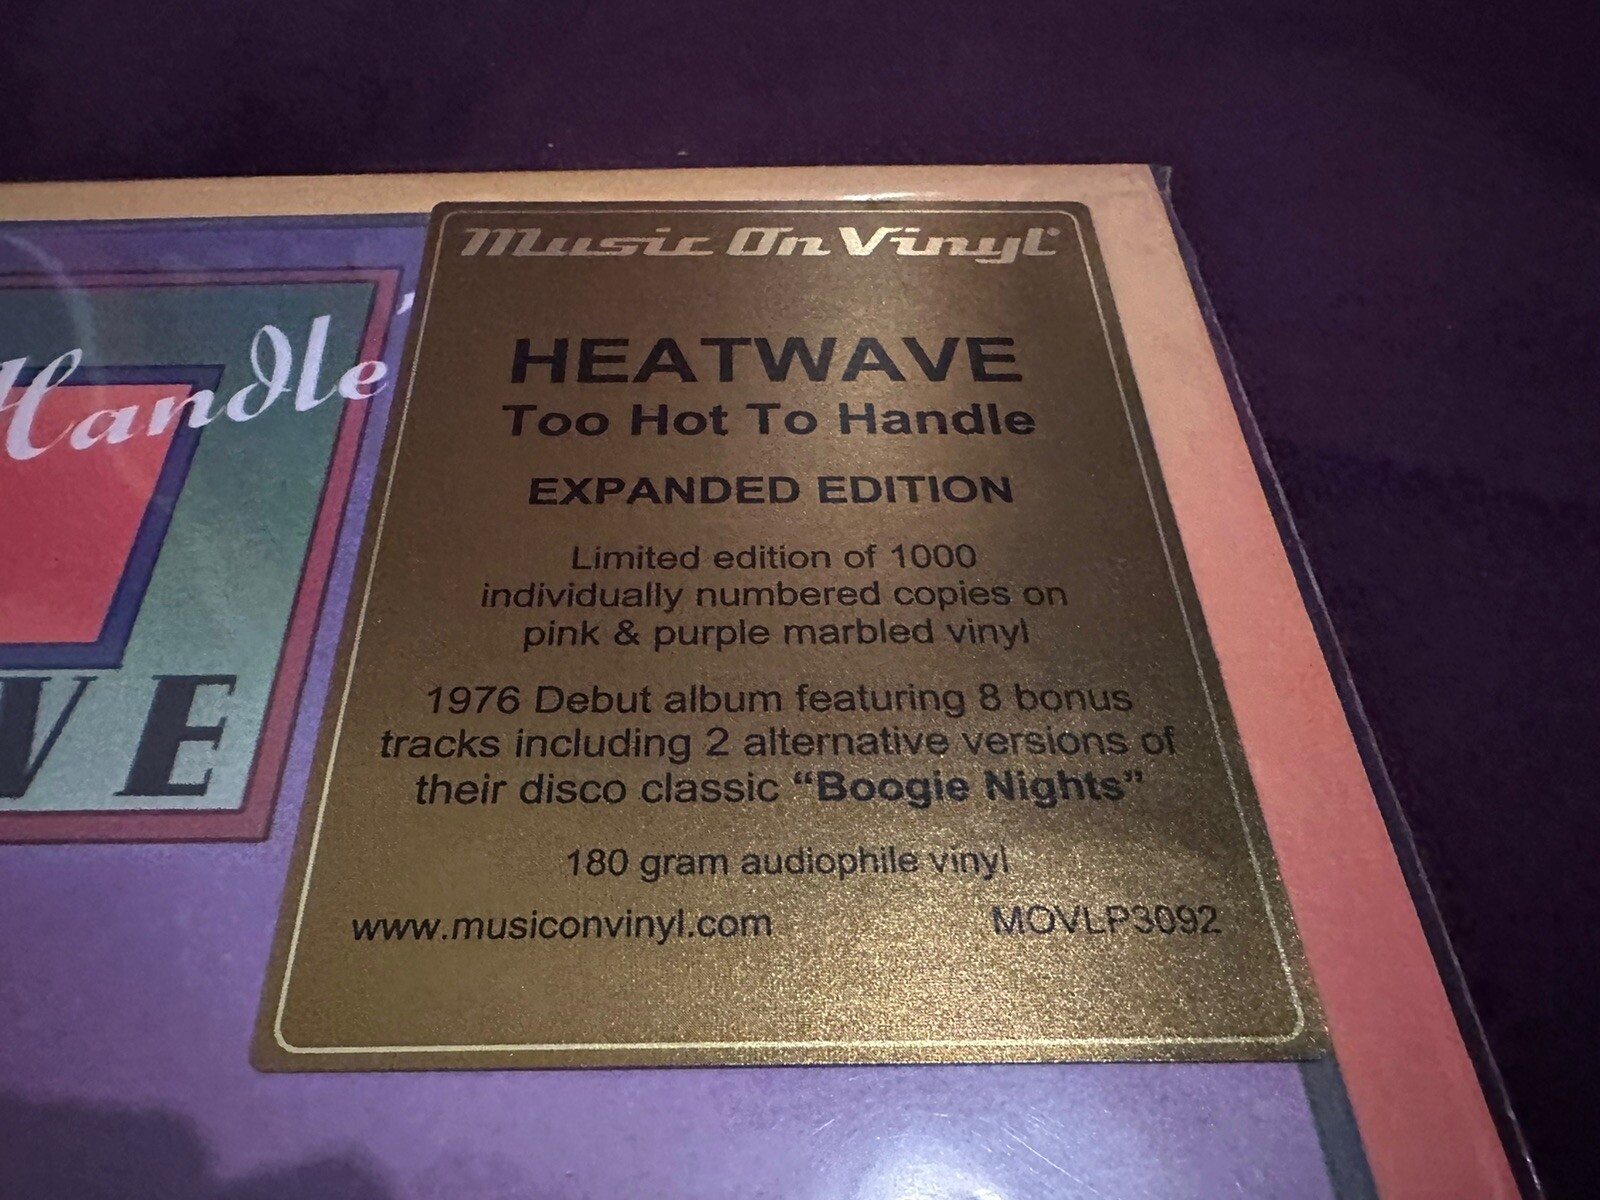 Music On Vinyl®
HEATWAVE
Too Hot To Handle
EXPANDED EDITION
Limited edition of 1000
individually numbered copies on
pink & purple marbled vinyl
1976 Debut album featuring 8 bonus
tracks including 2 alternative versions of
their disco classic “Boogie Nights”
180 gram audiophile vinyl
www.musiconvinyl.com MOVLP3092
Handle
VE